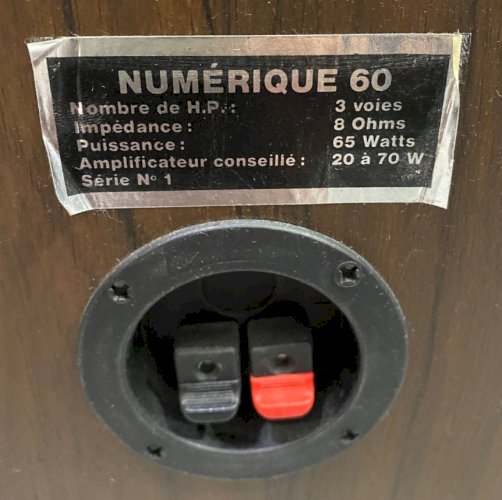 NUMÉRIQUE 60
Nombre de H.P.: 3 voies
Impédance: 8 Ohms
Puissance: 65 Watts
Amplificateur conseillé: 20 à 70 W
Série N° 1